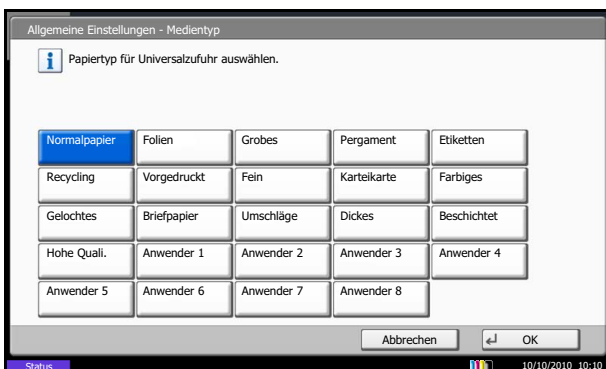 Allgemeine Einstellungen - Medientyp
Papiertyp für Universalzufuhr auswählen.
Normalpapier Folien Grobes Pergament Etiketten
Recycling Vorgedruckt Fein Karteikarte Farbiges
Gelochtes Briefpapier Umschläge Dickes Beschichtet
Hohe Quali. Anwender 1 Anwender 2 Anwender 3 Anwender 4
Anwender 5 Anwender 6 Anwender 7 Anwender 8
Abbrechen OK
Status 10/10/2010 10:10